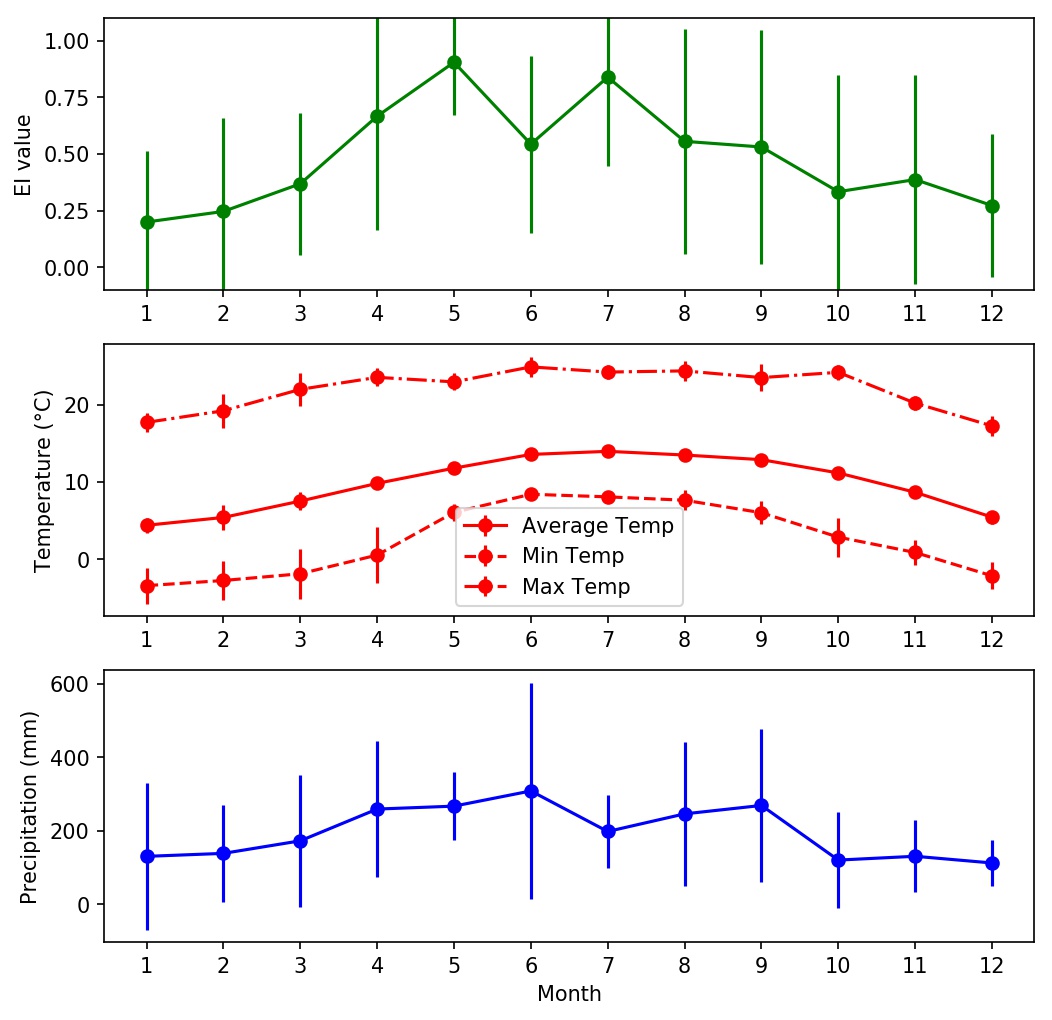 EI value
1.00
0.75
0.50
0.25
0.00
1 2 3 4 5 6 7 8 9 10 11 12
Temperature (°C)
20
10
0
Average Temp
Min Temp
Max Temp
1 2 3 4 5 6 7 8 9 10 11 12
Precipitation (mm)
600
400
200
0
1 2 3 4 5 6 7 8 9 10 11 12
Month